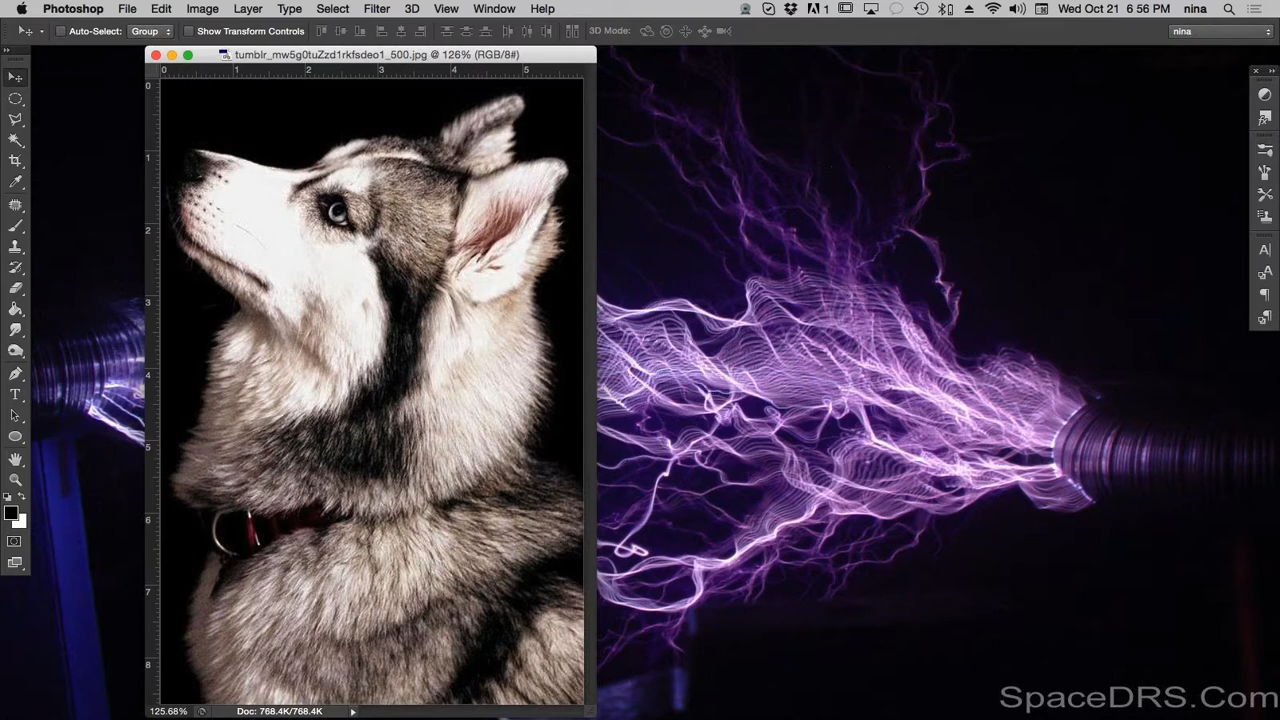 Photoshop File Edit Image Layer Type Select Filter 3D View Window Help 1 Wed Oct 21 6:56 PM nina
Auto-Select: Group Show Transform Controls 3D Mode: nina
tumblr_mw5g0tuZzd1rkfsdeo1_500.jpg @ 126% (RGB/8#)
0 1 2 3 4 5
0
1
2
3
4
5
6
7
8
125.68% Doc: 768.4K/768.4K
SpaceDRS.Com